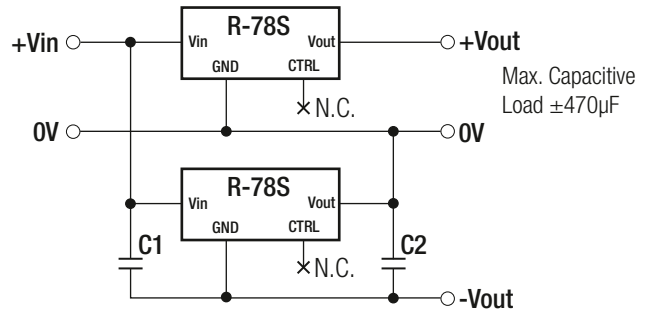 R-78S
+Vin
Vin
Vout
+Vout
GND
CTRL
Max. Capacitive
Load ±470µF
N.C.
0V
0V
R-78S
Vin
Vout
GND
CTRL
C1
C2
N.C.
-Vout